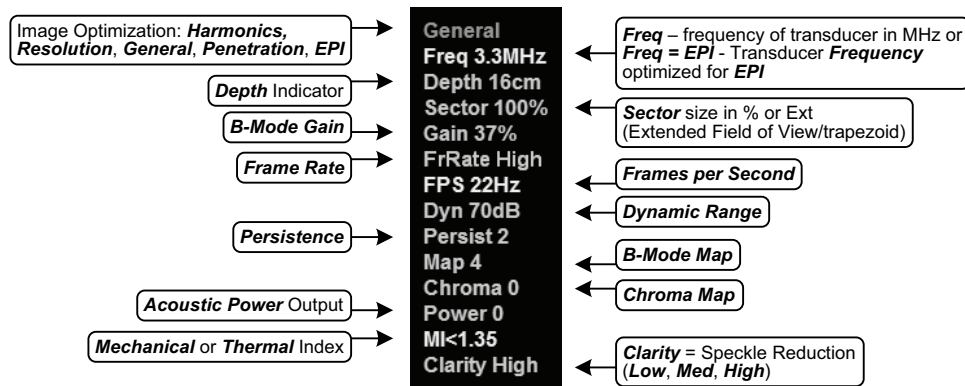 Image Optimization: Harmonics,
Resolution, General, Penetration, EPI
Depth Indicator
B-Mode Gain
Frame Rate
Persistence
Acoustic Power Output
Mechanical or Thermal Index
General
Freq 3.3MHz
Depth 16cm
Sector 100%
Gain 37%
FrRate High
FPS 22Hz
Dyn 70dB
Persist 2
Map 4
Chroma 0
Power 0
MI<1.35
Clarity High
Freq – frequency of transducer in MHz or
Freq = EPI - Transducer Frequency
optimized for EPI
Sector size in % or Ext
(Extended Field of View/trapezoid)
Frames per Second
Dynamic Range
B-Mode Map
Chroma Map
Clarity = Speckle Reduction
(Low, Med, High)